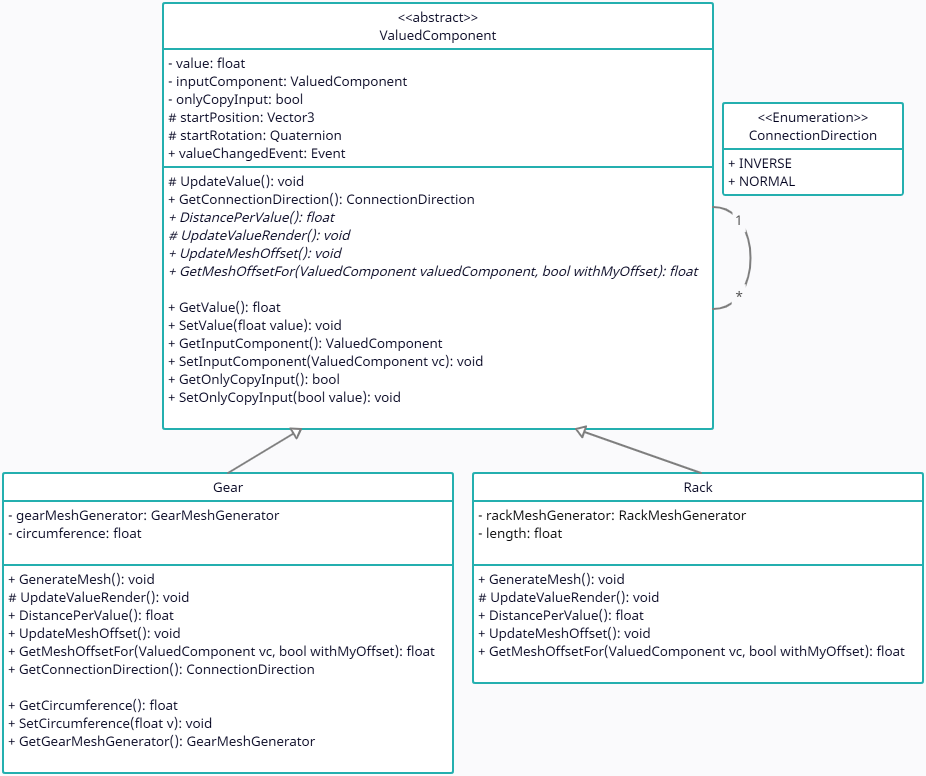 <<abstract>>
ValuedComponent
- value: float
- inputComponent: ValuedComponent
- onlyCopyInput: bool
# startPosition: Vector3
# startRotation: Quaternion
+ valueChangedEvent: Event
# UpdateValue(): void
+ GetConnectionDirection(): ConnectionDirection
+ DistancePerValue(): float
# UpdateValueRender(): void
+ UpdateMeshOffset(): void
+ GetMeshOffsetFor(ValuedComponent valuedComponent, bool withMyOffset): float
+ GetValue(): float
+ SetValue(float value): void
+ GetInputComponent(): ValuedComponent
+ SetInputComponent(ValuedComponent vc): void
+ GetOnlyCopyInput(): bool
+ SetOnlyCopyInput(bool value): void
<<Enumeration>>
ConnectionDirection
+ INVERSE
+ NORMAL
1
*
Gear
- gearMeshGenerator: GearMeshGenerator
- circumference: float
+ GenerateMesh(): void
# UpdateValueRender(): void
+ DistancePerValue(): float
+ UpdateMeshOffset(): void
+ GetMeshOffsetFor(ValuedComponent vc, bool withMyOffset): float
+ GetConnectionDirection(): ConnectionDirection
+ GetCircumference(): float
+ SetCircumference(float v): void
+ GetGearMeshGenerator(): GearMeshGenerator
Rack
- rackMeshGenerator: RackMeshGenerator
- length: float
+ GenerateMesh(): void
# UpdateValueRender(): void
+ DistancePerValue(): float
+ UpdateMeshOffset(): void
+ GetMeshOffsetFor(ValuedComponent vc, bool withMyOffset): float